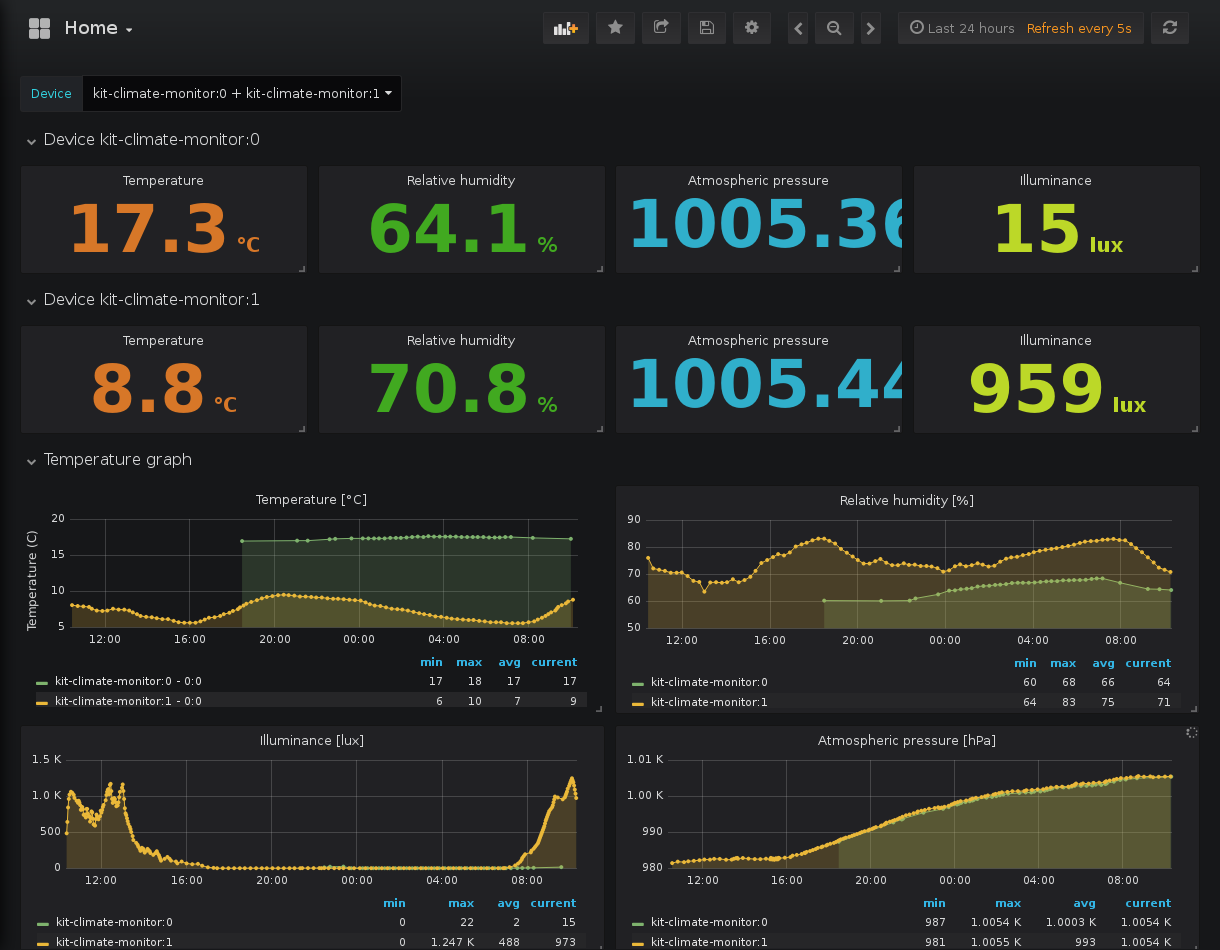 Home
Last 24 hours Refresh every 5s
Device kit-climate-monitor:0 + kit-climate-monitor:1
Device kit-climate-monitor:0
Temperature Relative humidity Atmospheric pressure Illuminance
17.3 °C 64.1 % 1005.36 15 lux
Device kit-climate-monitor:1
Temperature Relative humidity Atmospheric pressure Illuminance
8.8 °C 70.8 % 1005.44 959 lux
Temperature graph
Temperature [°C]
Temperature (C)
20
15
10
5
12:00 16:00 20:00 00:00 04:00 08:00
min max avg current
kit-climate-monitor:0 - 0:0 17 18 17 17
kit-climate-monitor:1 - 0:0 6 10 7 9
Relative humidity [%]
90
80
70
60
50
12:00 16:00 20:00 00:00 04:00 08:00
min max avg current
kit-climate-monitor:0 60 68 66 64
kit-climate-monitor:1 64 83 75 71
Illuminance [lux]
1.5 K
1.0 K
500
0
12:00 16:00 20:00 00:00 04:00 08:00
min max avg current
kit-climate-monitor:0 0 22 2 15
kit-climate-monitor:1 0 1.247 K 488 973
Atmospheric pressure [hPa]
1.01 K
1.00 K
990
980
12:00 16:00 20:00 00:00 04:00 08:00
min max avg current
kit-climate-monitor:0 987 1.0054 K 1.0003 K 1.0054 K
kit-climate-monitor:1 981 1.0055 K 993 1.0054 K